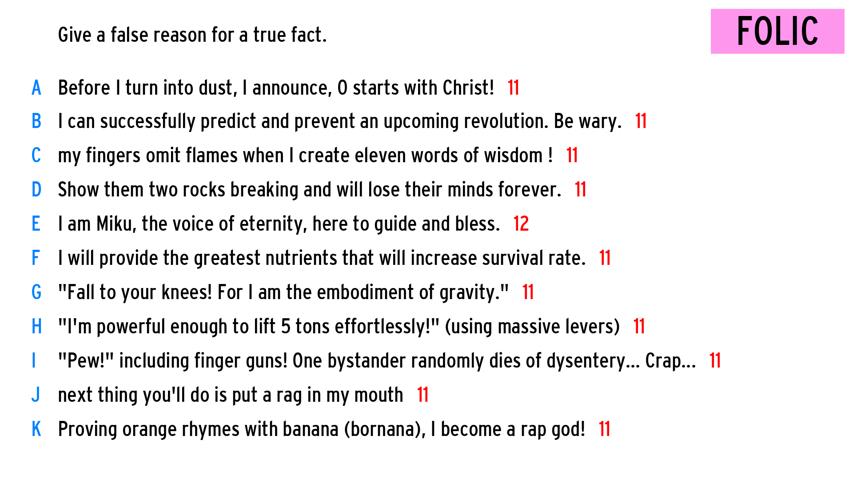 Give a false reason for a true fact.
FOLIC
A Before I turn into dust, I announce, O starts with Christ! 11
B I can successfully predict and prevent an upcoming revolution. Be wary. 11
C my fingers omit flames when I create eleven words of wisdom ! 11
D Show them two rocks breaking and will lose their minds forever. 11
E I am Miku, the voice of eternity, here to guide and bless. 12
F I will provide the greatest nutrients that will increase survival rate. 11
G "Fall to your knees! For I am the embodiment of gravity." 11
H "I'm powerful enough to lift 5 tons effortlessly!" (using massive levers) 11
I "Pew!" including finger guns! One bystander randomly dies of dysentery... Crap... 11
J next thing you'll do is put a rag in my mouth 11
K Proving orange rhymes with banana (bornana), I become a rap god! 11